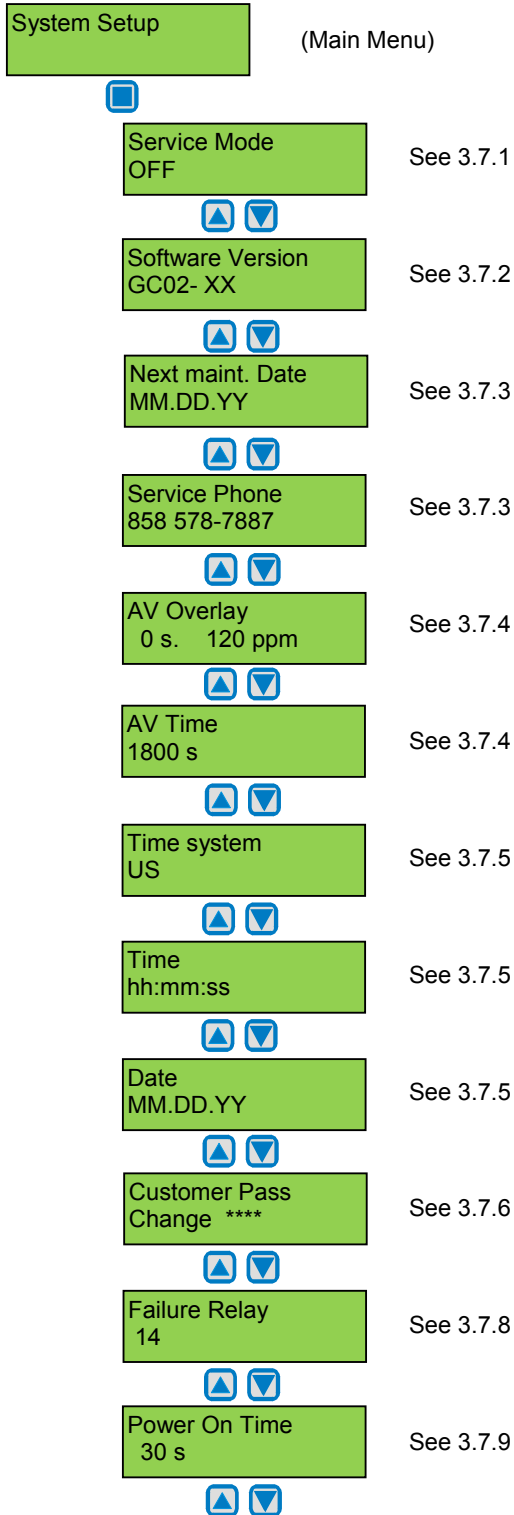 System Setup
(Main Menu)
Service Mode
OFF
See 3.7.1
Software Version
GC02- XX
See 3.7.2
Next maint. Date
MM.DD.YY
See 3.7.3
Service Phone
858 578-7887
See 3.7.3
AV Overlay
0 s. 120 ppm
See 3.7.4
AV Time
1800 s
See 3.7.4
Time system
US
See 3.7.5
Time
hh:mm:ss
See 3.7.5
Date
MM.DD.YY
See 3.7.5
Customer Pass
Change ****
See 3.7.6
Failure Relay
14
See 3.7.8
Power On Time
30 s
See 3.7.9